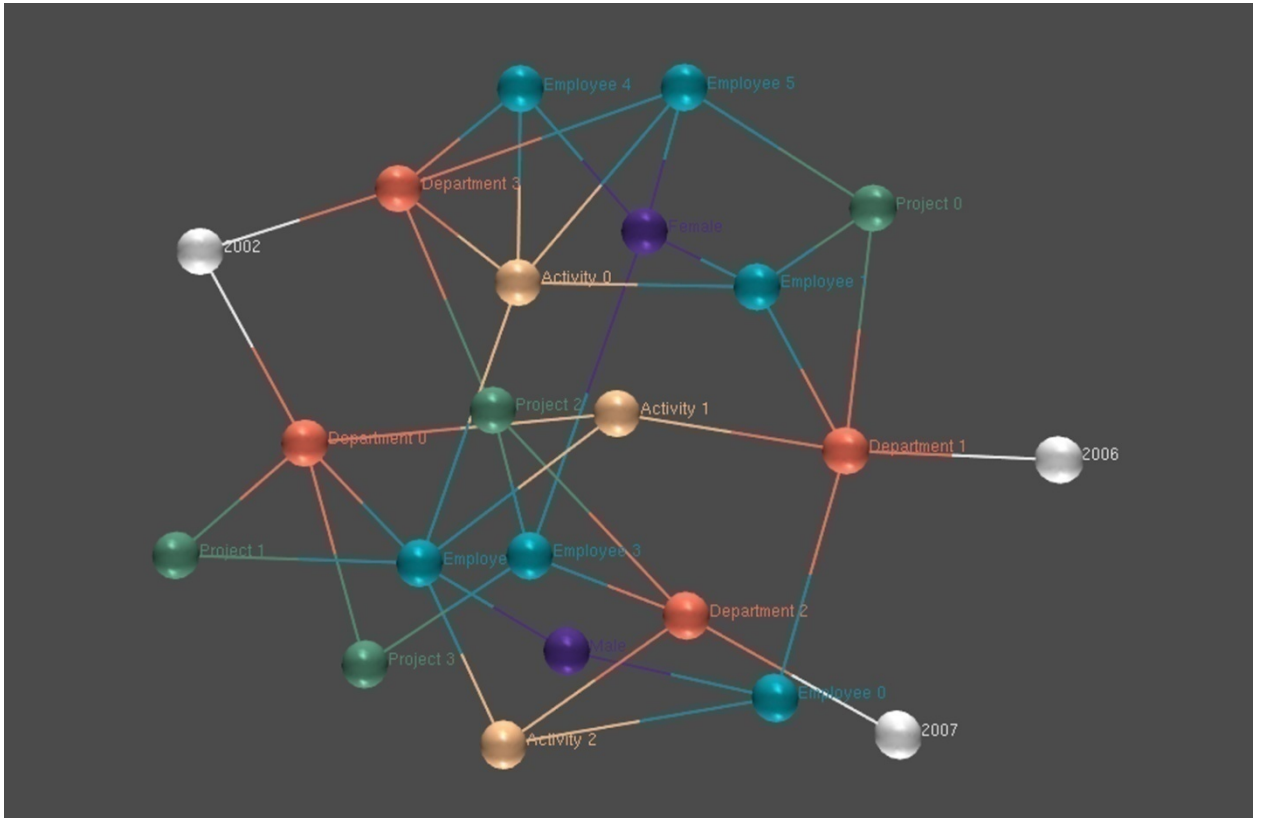 Employee 4
Employee 5
Department 3
Project 0
Female
2002
Activity 0
Employee 1
Project 2
Activity 1
Department 0
Department 1
2006
Project 1
Employe
Employee 3
Department 2
Male
Project 3
Employee 0
2007
Activity 2